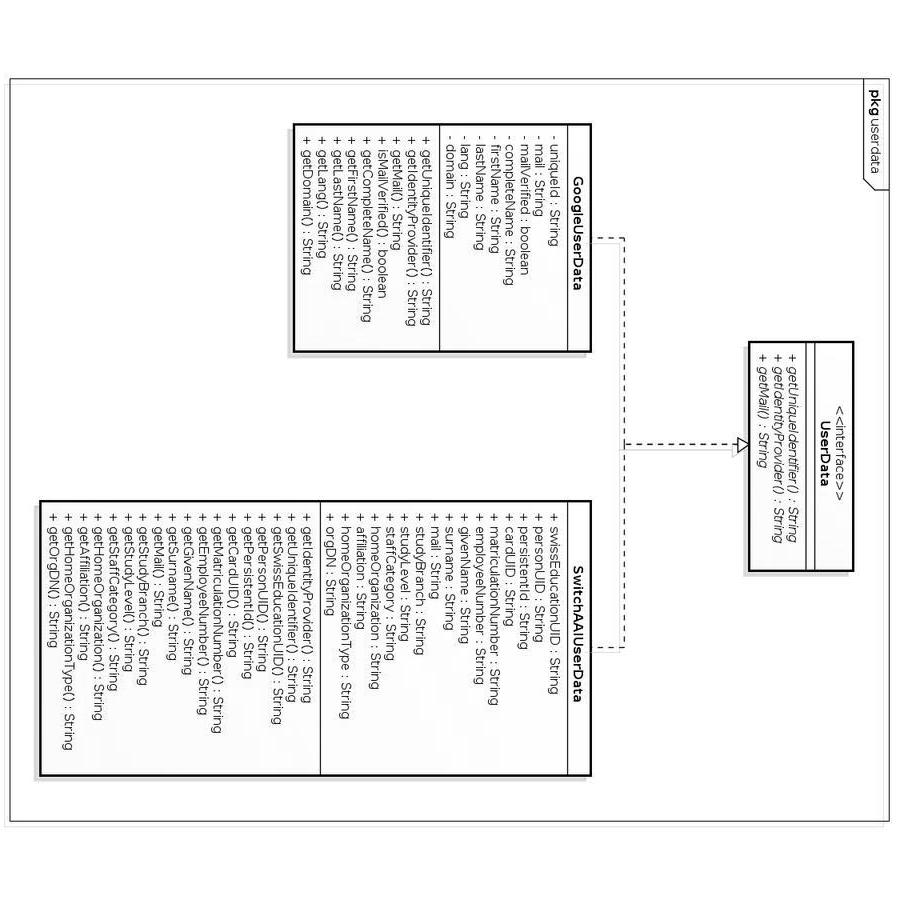 pkg userdata
<<interface>>
UserData
+ getUniqueIdentifier() : String
+ getIdentityProvider() : String
+ getMail() : String
GoogleUserData
- uniqueId : String
- mail : String
- mailVerified : boolean
- completeName : String
- firstName : String
- lastName : String
- lang : String
- domain : String
+ getUniqueIdentifier() : String
+ getIdentityProvider() : String
+ getMail() : String
+ isMailVerified() : boolean
+ getCompleteName() : String
+ getFirstName() : String
+ getLastName() : String
+ getLang() : String
+ getDomain() : String
SwitchAAIUserData
+ swissEducationUID : String
+ personUID : String
+ persistentId : String
+ cardUID : String
+ matriculationNumber : String
+ employeeNumber : String
+ givenName : String
+ surname : String
+ mail : String
+ studyBranch : String
+ studyLevel : String
+ staffCategory : String
+ homeOrganization : String
+ affiliation : String
+ homeOrganizationType : String
+ orgDN : String
+ getIdentityProvider() : String
+ getUniqueIdentifier() : String
+ getSwissEducationUID() : String
+ getPersonUID() : String
+ getPersistentId() : String
+ getCardUID() : String
+ getMatriculationNumber() : String
+ getEmployeeNumber() : String
+ getGivenName() : String
+ getSurname() : String
+ getMail() : String
+ getStudyBranch() : String
+ getStudyLevel() : String
+ getStaffCategory() : String
+ getHomeOrganization() : String
+ getAffiliation() : String
+ getHomeOrganizationType() : String
+ getOrgDN() : String